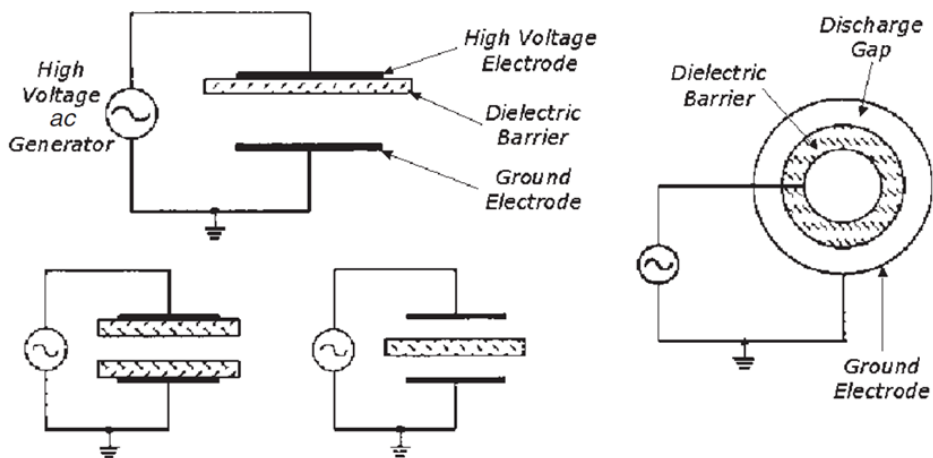 High
Voltage
ac
Generator
High Voltage
Electrode
Dielectric
Barrier
Ground
Electrode
Discharge
Gap
Dielectric
Barrier
Ground
Electrode